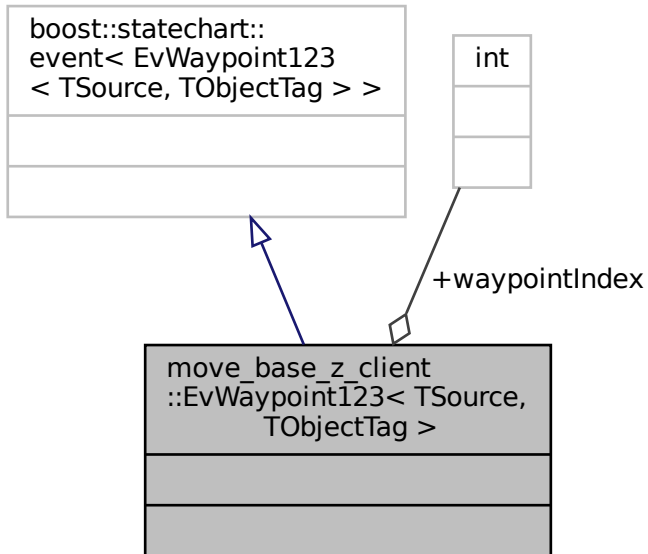 boost::statechart::
event< EvWaypoint123
< TSource, TObjectTag > >
int
+waypointIndex
move_base_z_client
::EvWaypoint123< TSource,
TObjectTag >